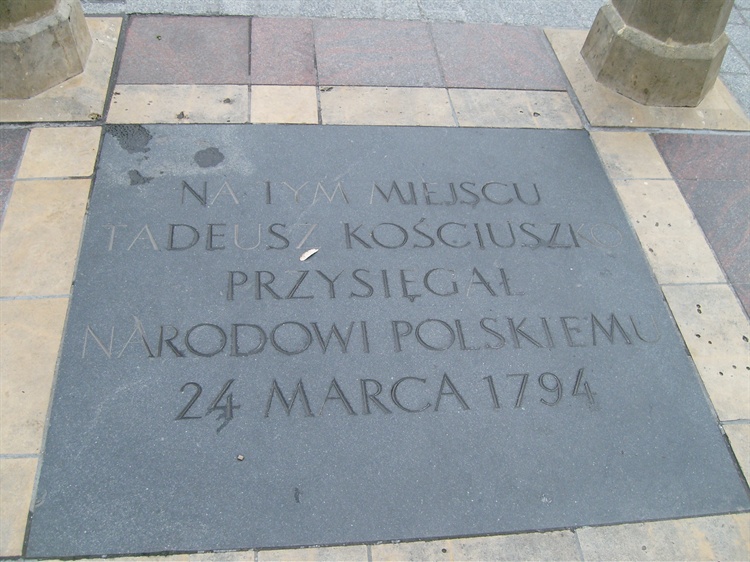 NA TYM MIEJSCU
TADEUSZ KOŚCIUSZKO
PRZYSIĘGAŁ
NARODOWI POLSKIEMU
24 MARCA 1794